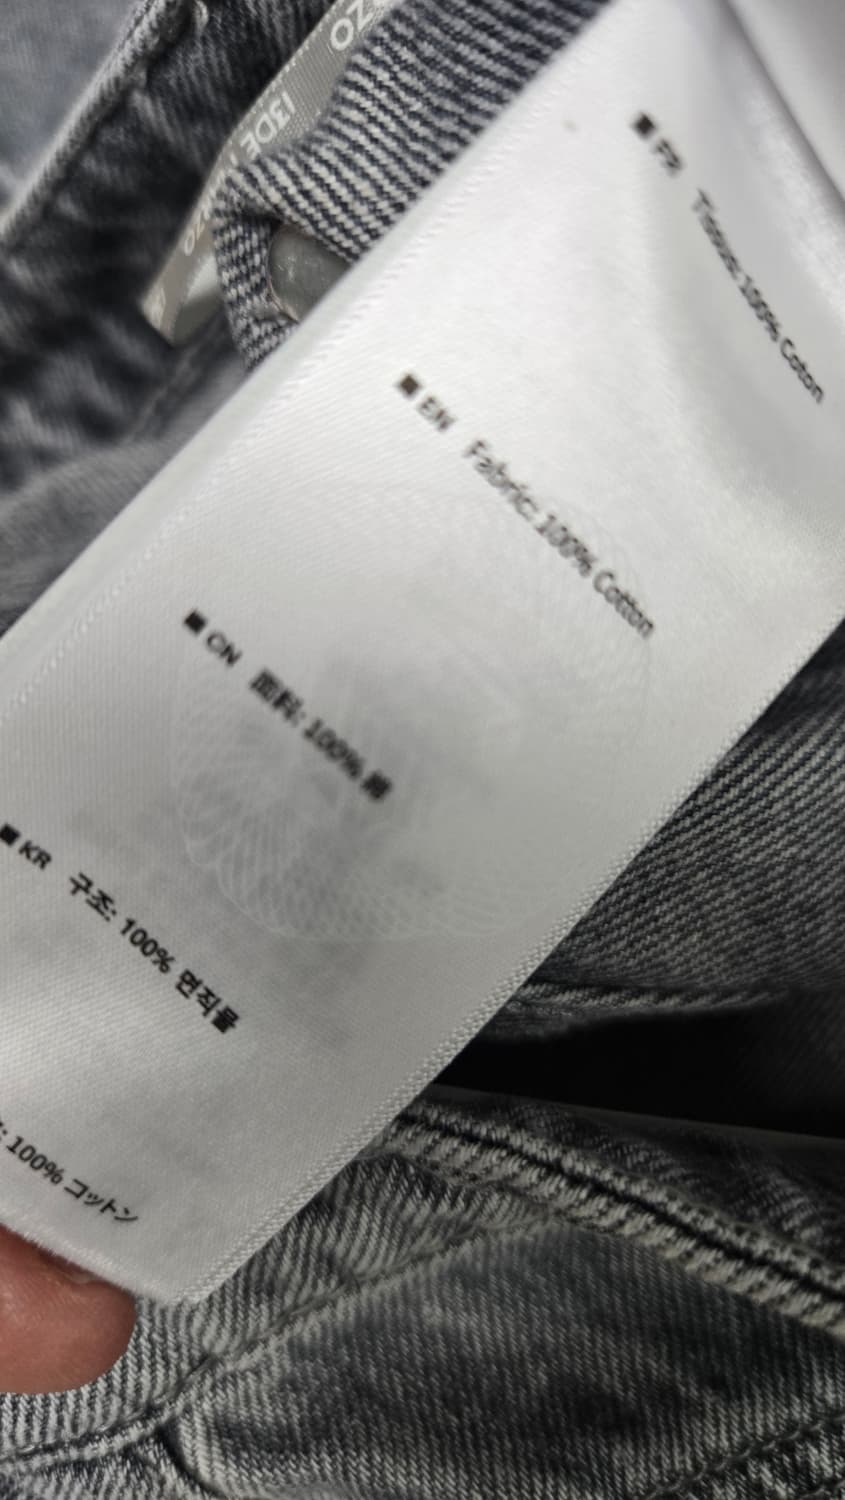 FR Tissu: 100% Coton
EN Fabric: 100% Cotton
CN 面料: 100% 棉
KR 구조: 100% 면직물
: 100% コットン